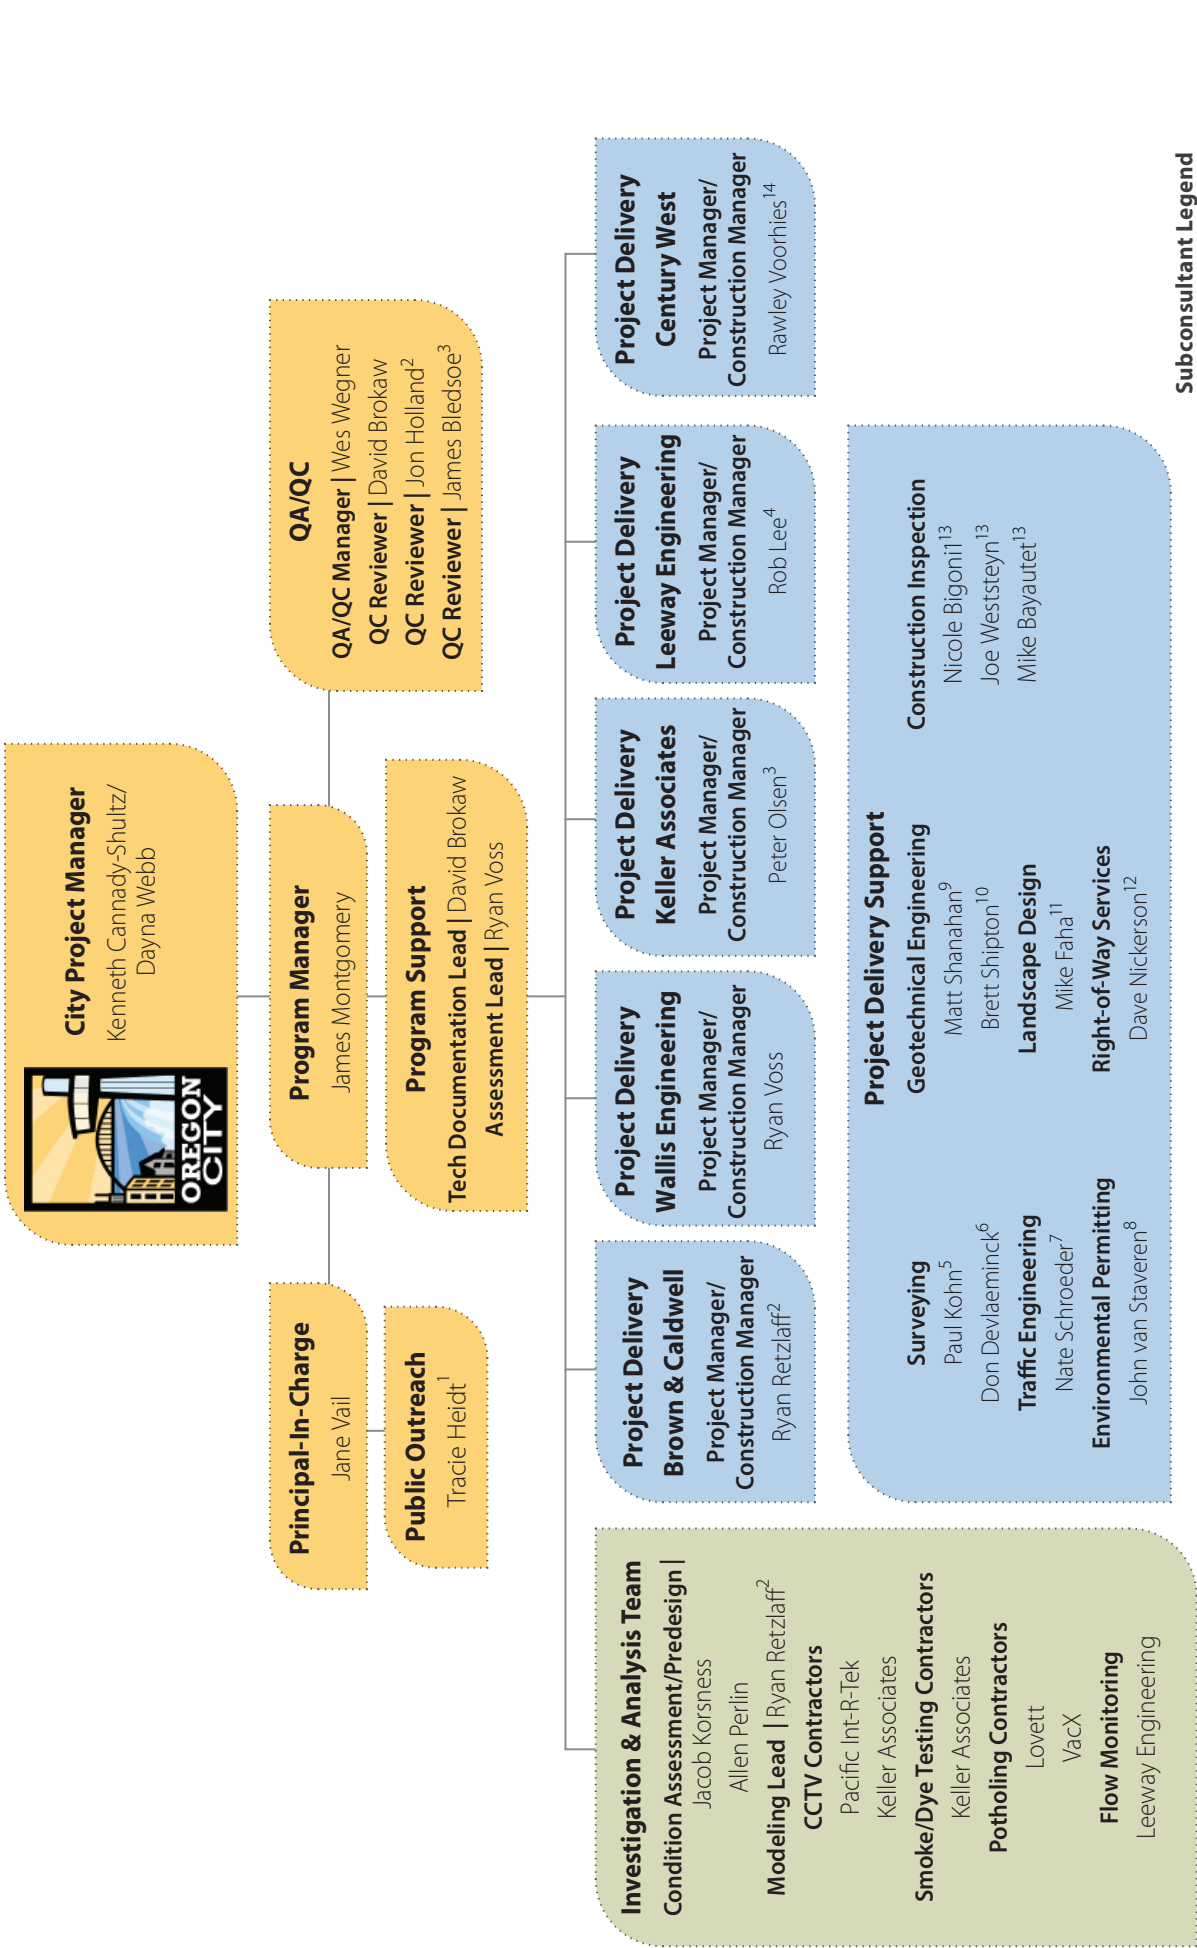 City Project Manager
Kenneth Cannady-Shultz/
Dayna Webb
OREGON
CITY
Principal-In-Charge
Jane Vail
Public Outreach
Tracie Heidt1
Program Manager
James Montgomery
Program Support
Tech Documentation Lead | David Brokaw
Assessment Lead | Ryan Voss
QA/QC
QA/QC Manager | Wes Wegner
QC Reviewer | David Brokaw
QC Reviewer | Jon Holland2
QC Reviewer | James Bledsoe3
Investigation & Analysis Team
Condition Assessment/Predesign |
Jacob Korsness
Allen Perlin
Modeling Lead | Ryan Retzlaff2
CCTV Contractors
Pacific Int-R-Tek
Keller Associates
Smoke/Dye Testing Contractors
Keller Associates
Potholing Contractors
Lovett
VacX
Flow Monitoring
Leeway Engineering
Project Delivery
Brown & Caldwell
Project Manager/
Construction Manager
Ryan Retzlaff2
Project Delivery
Wallis Engineering
Project Manager/
Construction Manager
Ryan Voss
Project Delivery
Keller Associates
Project Manager/
Construction Manager
Peter Olsen3
Project Delivery
Leeway Engineering
Project Manager/
Construction Manager
Rob Lee4
Project Delivery
Century West
Project Manager/
Construction Manager
Rawley Voorhies14
Project Delivery Support
Surveying
Paul Kohn5
Don Devlaeminck6
Traffic Engineering
Nate Schroeder7
Environmental Permitting
John van Staveren8
Geotechnical Engineering
Matt Shanahan9
Brett Shipton10
Landscape Design
Mike Faha11
Right-of-Way Services
Dave Nickerson12
Construction Inspection
Nicole Bigoni13
Joe Weststeyn13
Mike Bayautet13
Subconsultant Legend